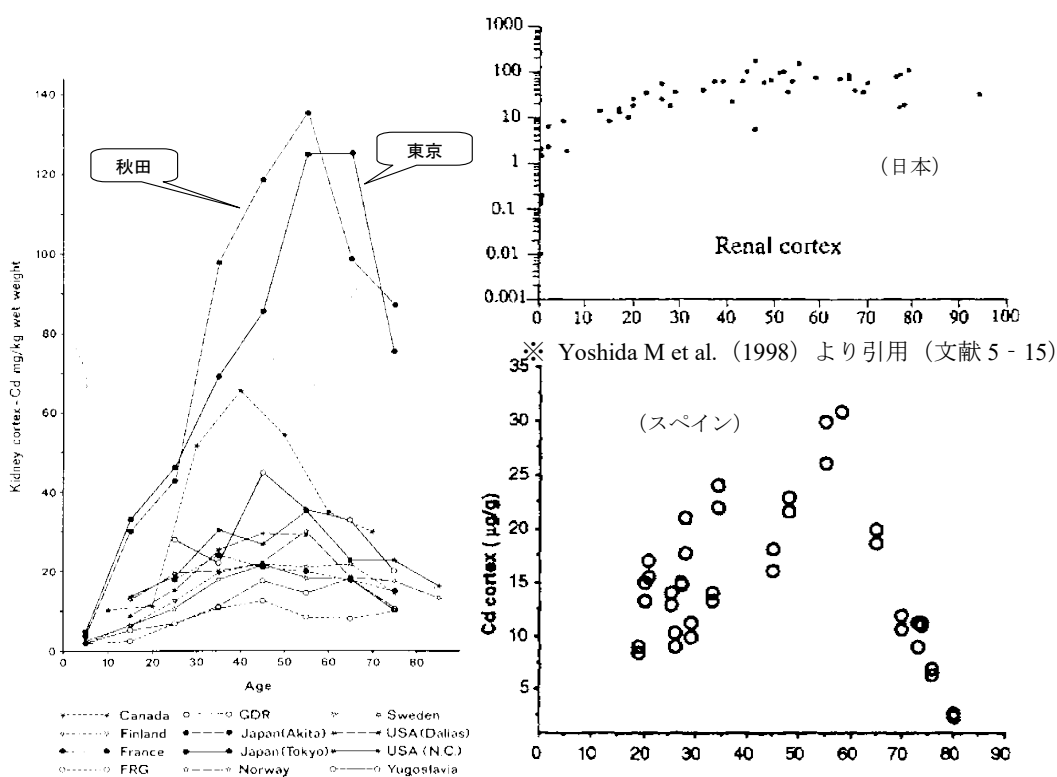 140
120
100
80
60
40
20
0
0 10 20 30 40 50 60 70 80
Kidney cortex-Cd mg/kg wet weight
Age
秋田
東京
Canada GDR Sweden
Finland Japan(Akita) USA(Dallas)
France Japan(Tokyo) USA(N.C.)
FRG Norway Yugoslavia
1000
100
10
1
0.1
0.01
0.001
(日本)
Renal cortex
0 10 20 30 40 50 60 70 80 90 100
※ Yoshida M et al.(1998)より引用(文献 5‐15)
35
30
25
20
15
10
5
Cd cortex (µg/g)
(スペイン)
0 10 20 30 40 50 60 70 80 90